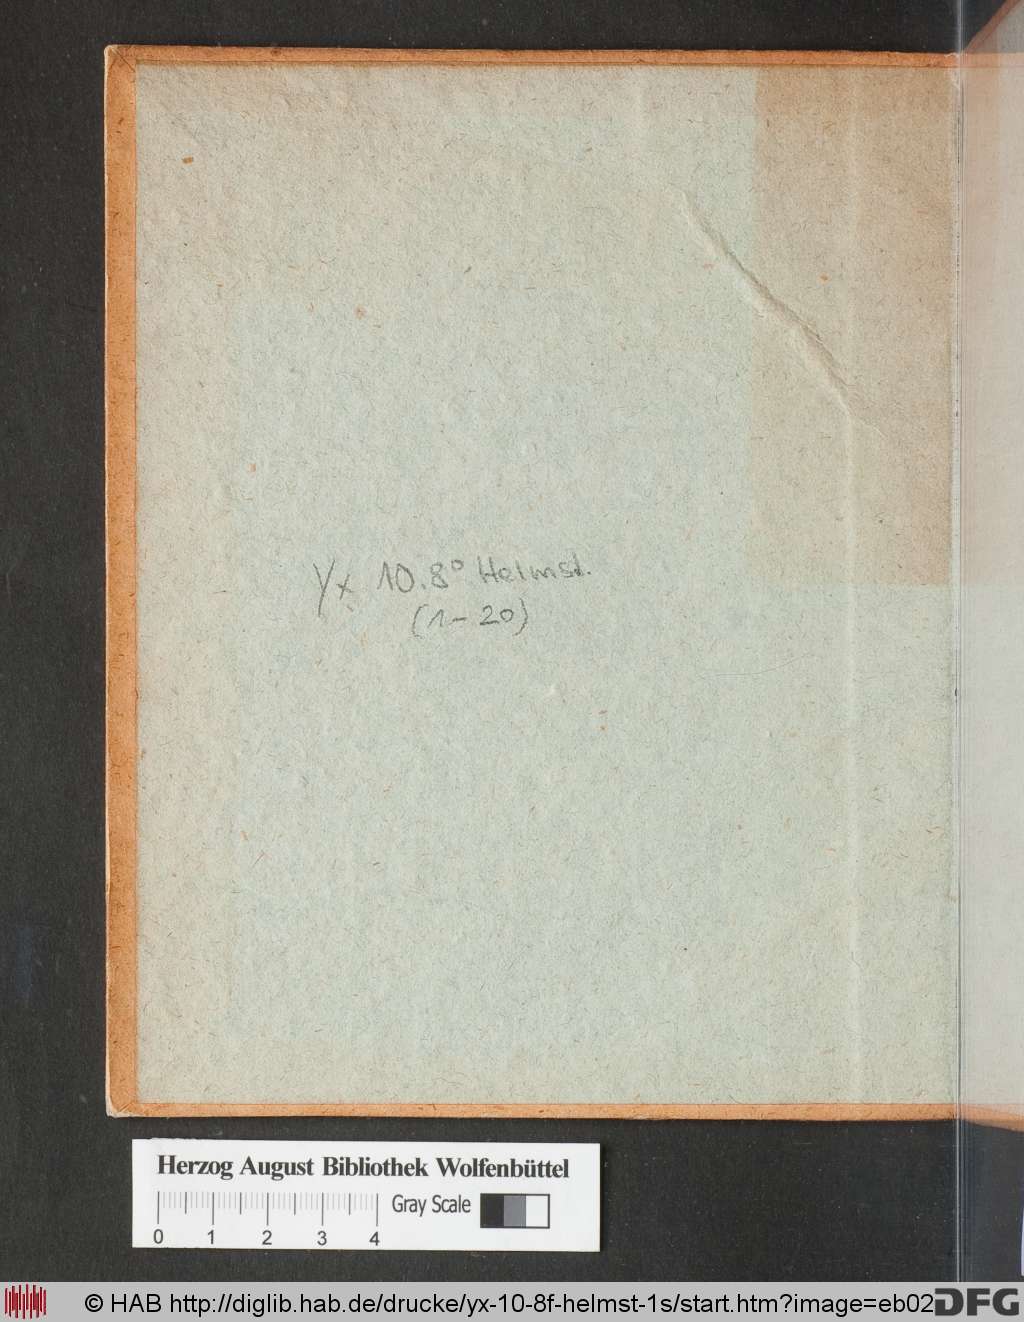 Yx 10.8° Helmst.
(1-20)
Herzog August Bibliothek Wolfenbüttel
Gray Scale
0 1 2 3 4
© HAB http://diglib.hab.de/drucke/yx-10-8f-helmst-1s/start.htm?image=eb02
DFG